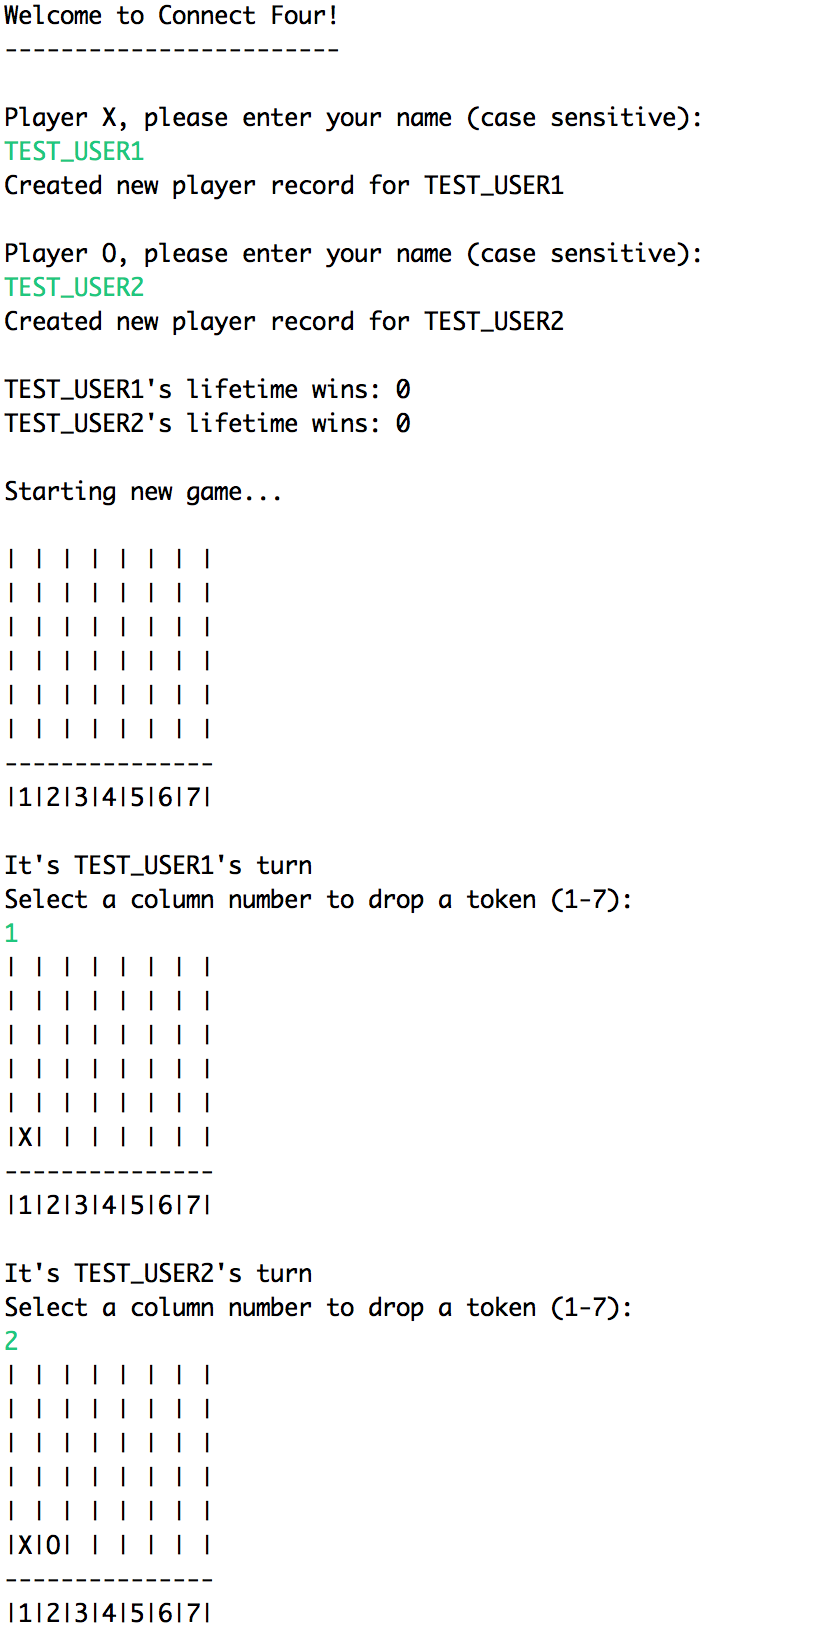 Welcome to Connect Four!
------------------------
Player X, please enter your name (case sensitive):
TEST_USER1
Created new player record for TEST_USER1
Player O, please enter your name (case sensitive):
TEST_USER2
Created new player record for TEST_USER2
TEST_USER1's lifetime wins: 0
TEST_USER2's lifetime wins: 0
Starting new game...
| | | | | | | |
| | | | | | | |
| | | | | | | |
| | | | | | | |
| | | | | | | |
| | | | | | | |
---------------
|1|2|3|4|5|6|7|
It's TEST_USER1's turn
Select a column number to drop a token (1-7):
1
| | | | | | | |
| | | | | | | |
| | | | | | | |
| | | | | | | |
| | | | | | | |
|X| | | | | | |
---------------
|1|2|3|4|5|6|7|
It's TEST_USER2's turn
Select a column number to drop a token (1-7):
2
| | | | | | | |
| | | | | | | |
| | | | | | | |
| | | | | | | |
| | | | | | | |
|X|O| | | | | |
---------------
|1|2|3|4|5|6|7|